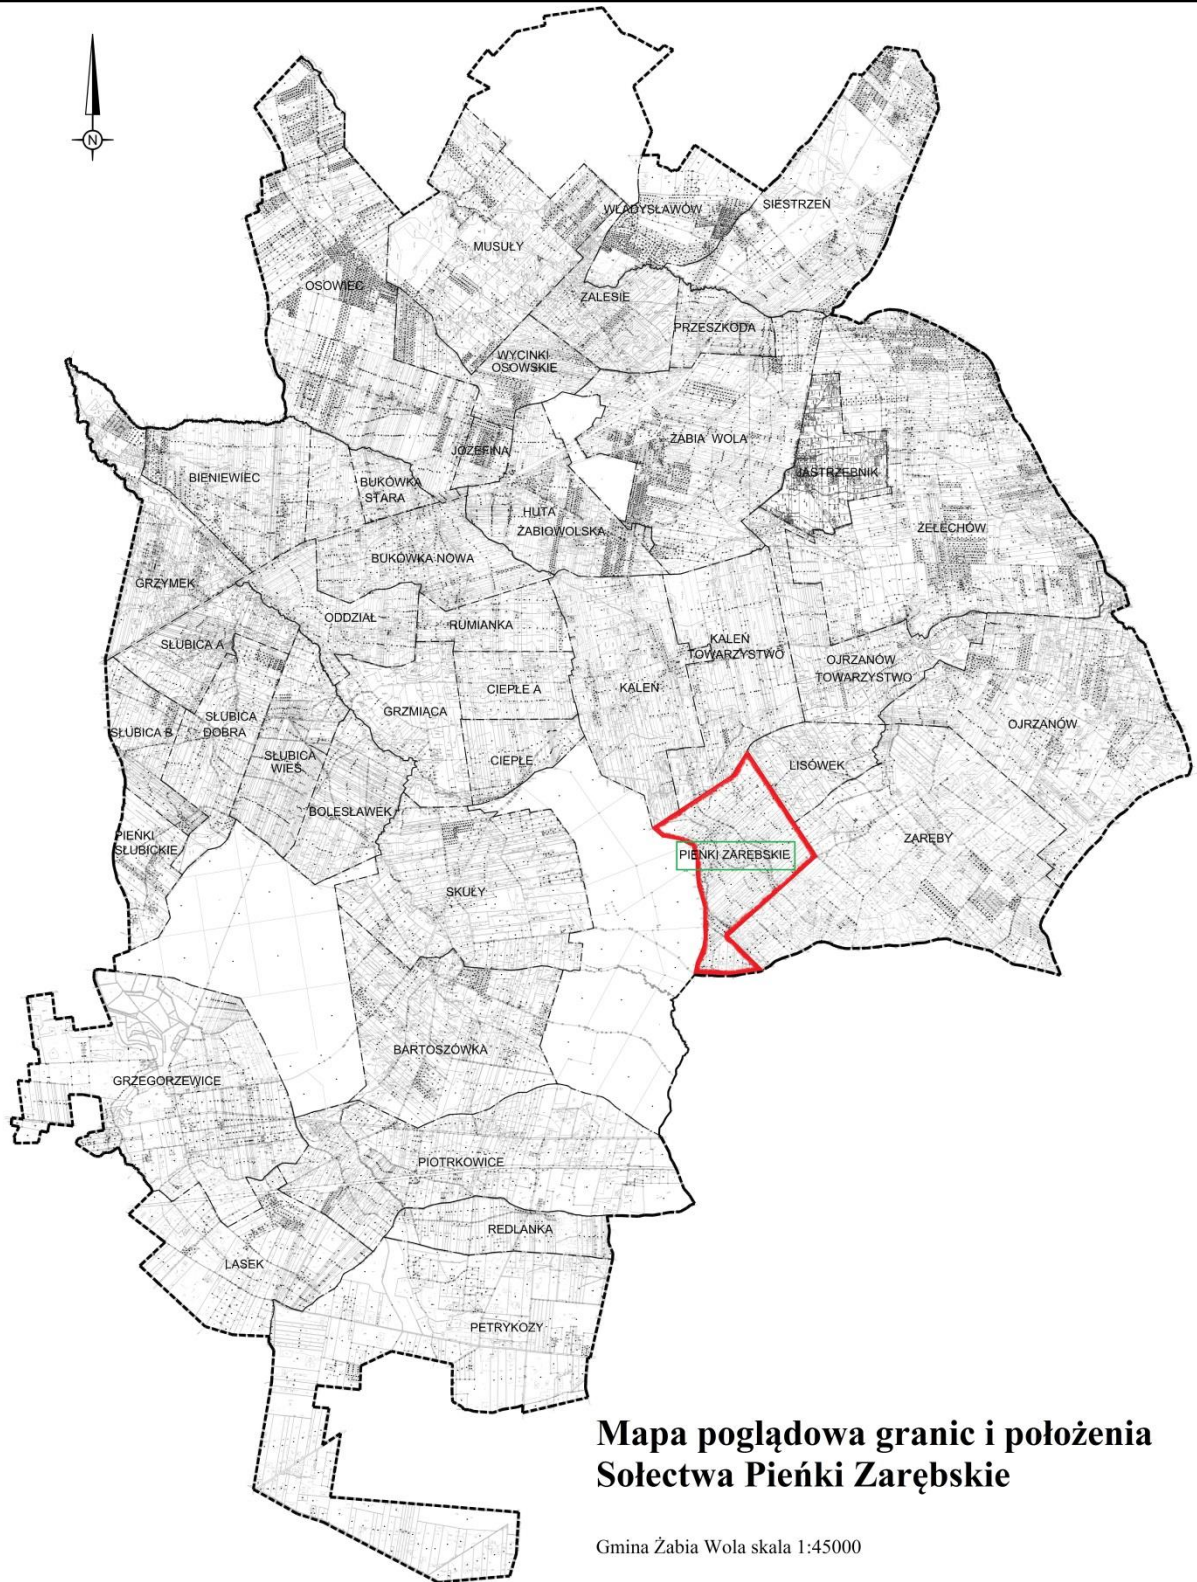 N
WŁADYSŁAWÓW
SIESTRZEŃ
MUSUŁY
OSOWIEC
ZALESIE
PRZESZKODA
WYCINKI
OSOWSKIE
ŻABIA WOLA
JÓZEFINA
JASTRZĘBNIK
BIENIEWIEC
BUKÓWKA
STARA
HUTA
ŻABIOWOLSKA
ŻELECHÓW
BUKÓWKA NOWA
GRZYMEK
ODDZIAŁ
RUMIANKA
SŁUBICA A
KALEŃ
TOWARZYSTWO
OJRZANÓW
TOWARZYSTWO
CIEPŁE A
KALEŃ
GRZMIĄCA
SŁUBICA
DOBRA
SŁUBICA B
OJRZANÓW
SŁUBICA
WIEŚ
CIEPŁE
LISÓWEK
BOLESŁAWEK
PIEŃKI
SŁUBICKIE
ZARĘBY
PIEŃKI ZARĘBSKIE
SKUŁY
BARTOSZÓWKA
GRZEGORZEWICE
PIOTRKOWICE
REDLANKA
LASEK
PETRYKOZY
Mapa poglądowa granic i położenia
Sołectwa Pieńki Zarębskie
Gmina Żabia Wola skala 1:45000